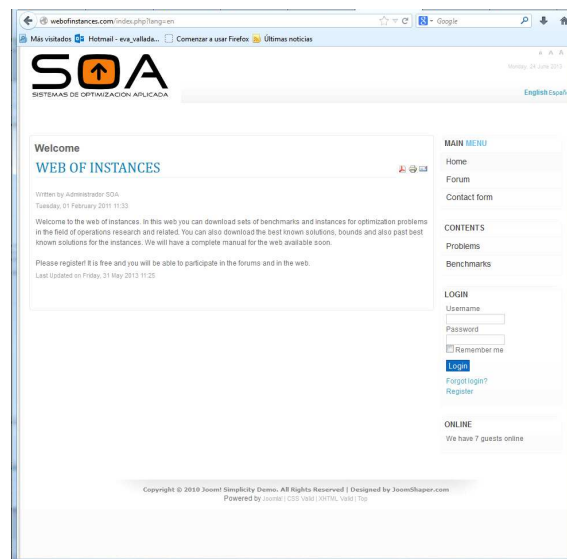 webofinstances.com/index.php?lang=en
Google
Más visitados Hotmail - eva_vallada... Comenzar a usar Firefox Últimas noticias
A A A
Monday, 24 June 2013
SOA
SISTEMAS DE OPTIMIZACIÓN APLICADA
English Españ
Welcome
WEB OF INSTANCES
Written by Administrador SOA
Tuesday, 01 February 2011 11:33
Welcome to the web of instances. In this web you can download sets of benchmarks and instances for optimization problems
in the field of operations research and related. You can also download the best known solutions, bounds and also past best
known solutions for the instances. We will have a complete manual for the web available soon.
Please register! It is free and you will be able to participate in the forums and in the web.
Last Updated on Friday, 31 May 2013 11:25
MAIN MENU
Home
Forum
Contact form
CONTENTS
Problems
Benchmarks
LOGIN
Username
Password
Remember me
Login
Forgot login?
Register
ONLINE
We have 7 guests online
Copyright © 2010 Joom! Simplicity Demo. All Rights Reserved | Designed by JoomShaper.com
Powered by Joomla! | CSS Valid | XHTML Valid | Top